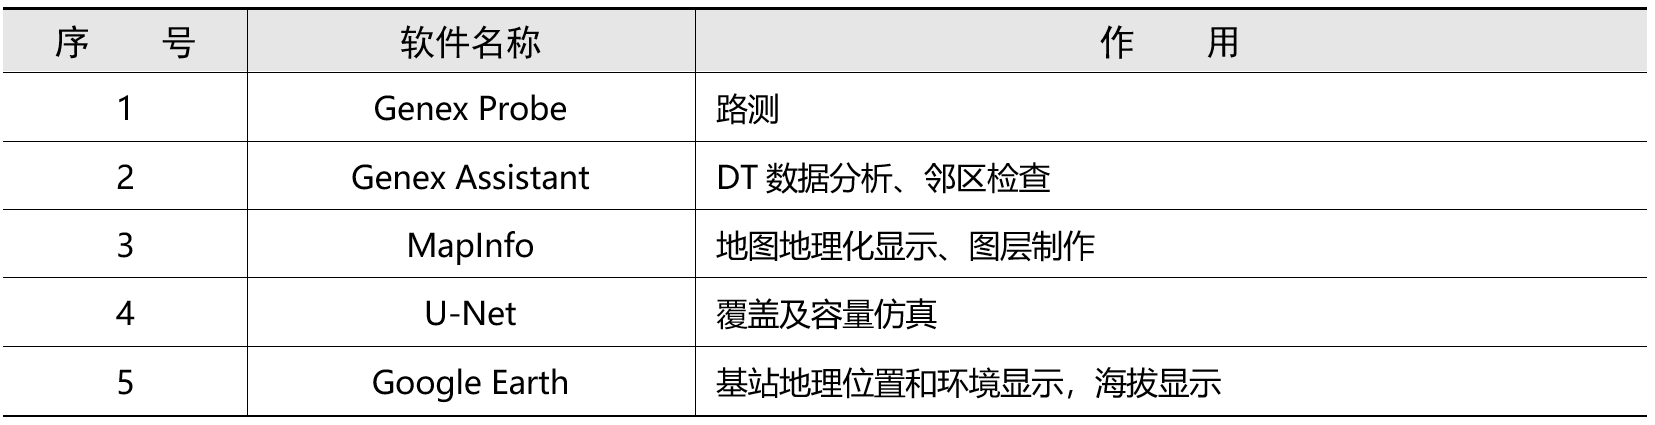 序 号 软件名称 作 用
1 Genex Probe 路测
2 Genex Assistant DT 数据分析、邻区检查
3 MapInfo 地图地理化显示、图层制作
4 U-Net 覆盖及容量仿真
5 Google Earth 基站地理位置和环境显示，海拔显示